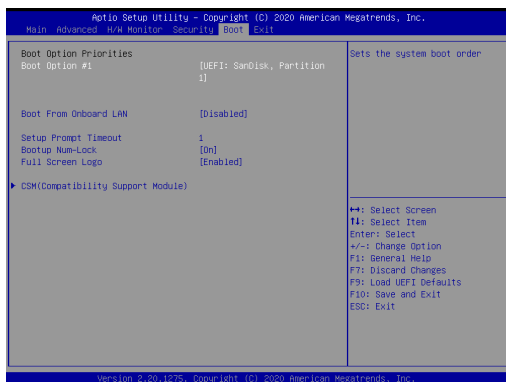 Aptio Setup Utility – Copyright (C) 2020 American Megatrends, Inc.
Main Advanced H/W Monitor Security Boot Exit
Boot Option Priorities
Boot Option #1 [UEFI: SanDisk, Partition
1]
Boot From Onboard LAN [Disabled]
Setup Prompt Timeout 1
Bootup Num-Lock [On]
Full Screen Logo [Enabled]
CSM(Compatibility Support Module)
Sets the system boot order
↔: Select Screen
↑↓: Select Item
Enter: Select
+/-: Change Option
F1: General Help
F7: Discard Changes
F9: Load UEFI Defaults
F10: Save and Exit
ESC: Exit
Version 2.20.1275. Copyright (C) 2020 American Megatrends, Inc.